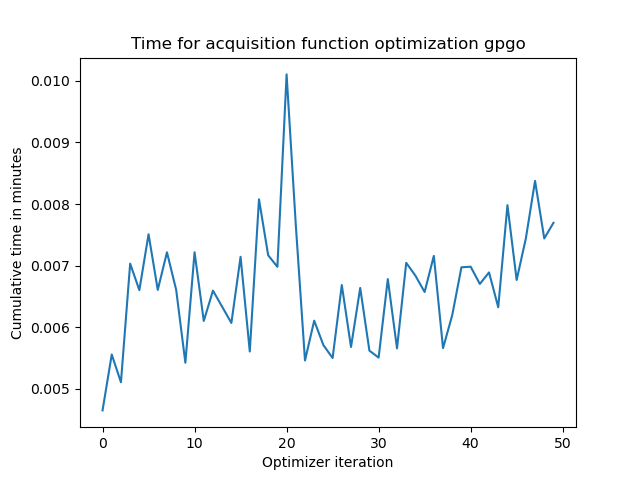 Time for acquisition function optimization gpgo
0.010
0.009
0.008
0.007
0.006
0.005
Cumulative time in minutes
0 10 20 30 40 50
Optimizer iteration